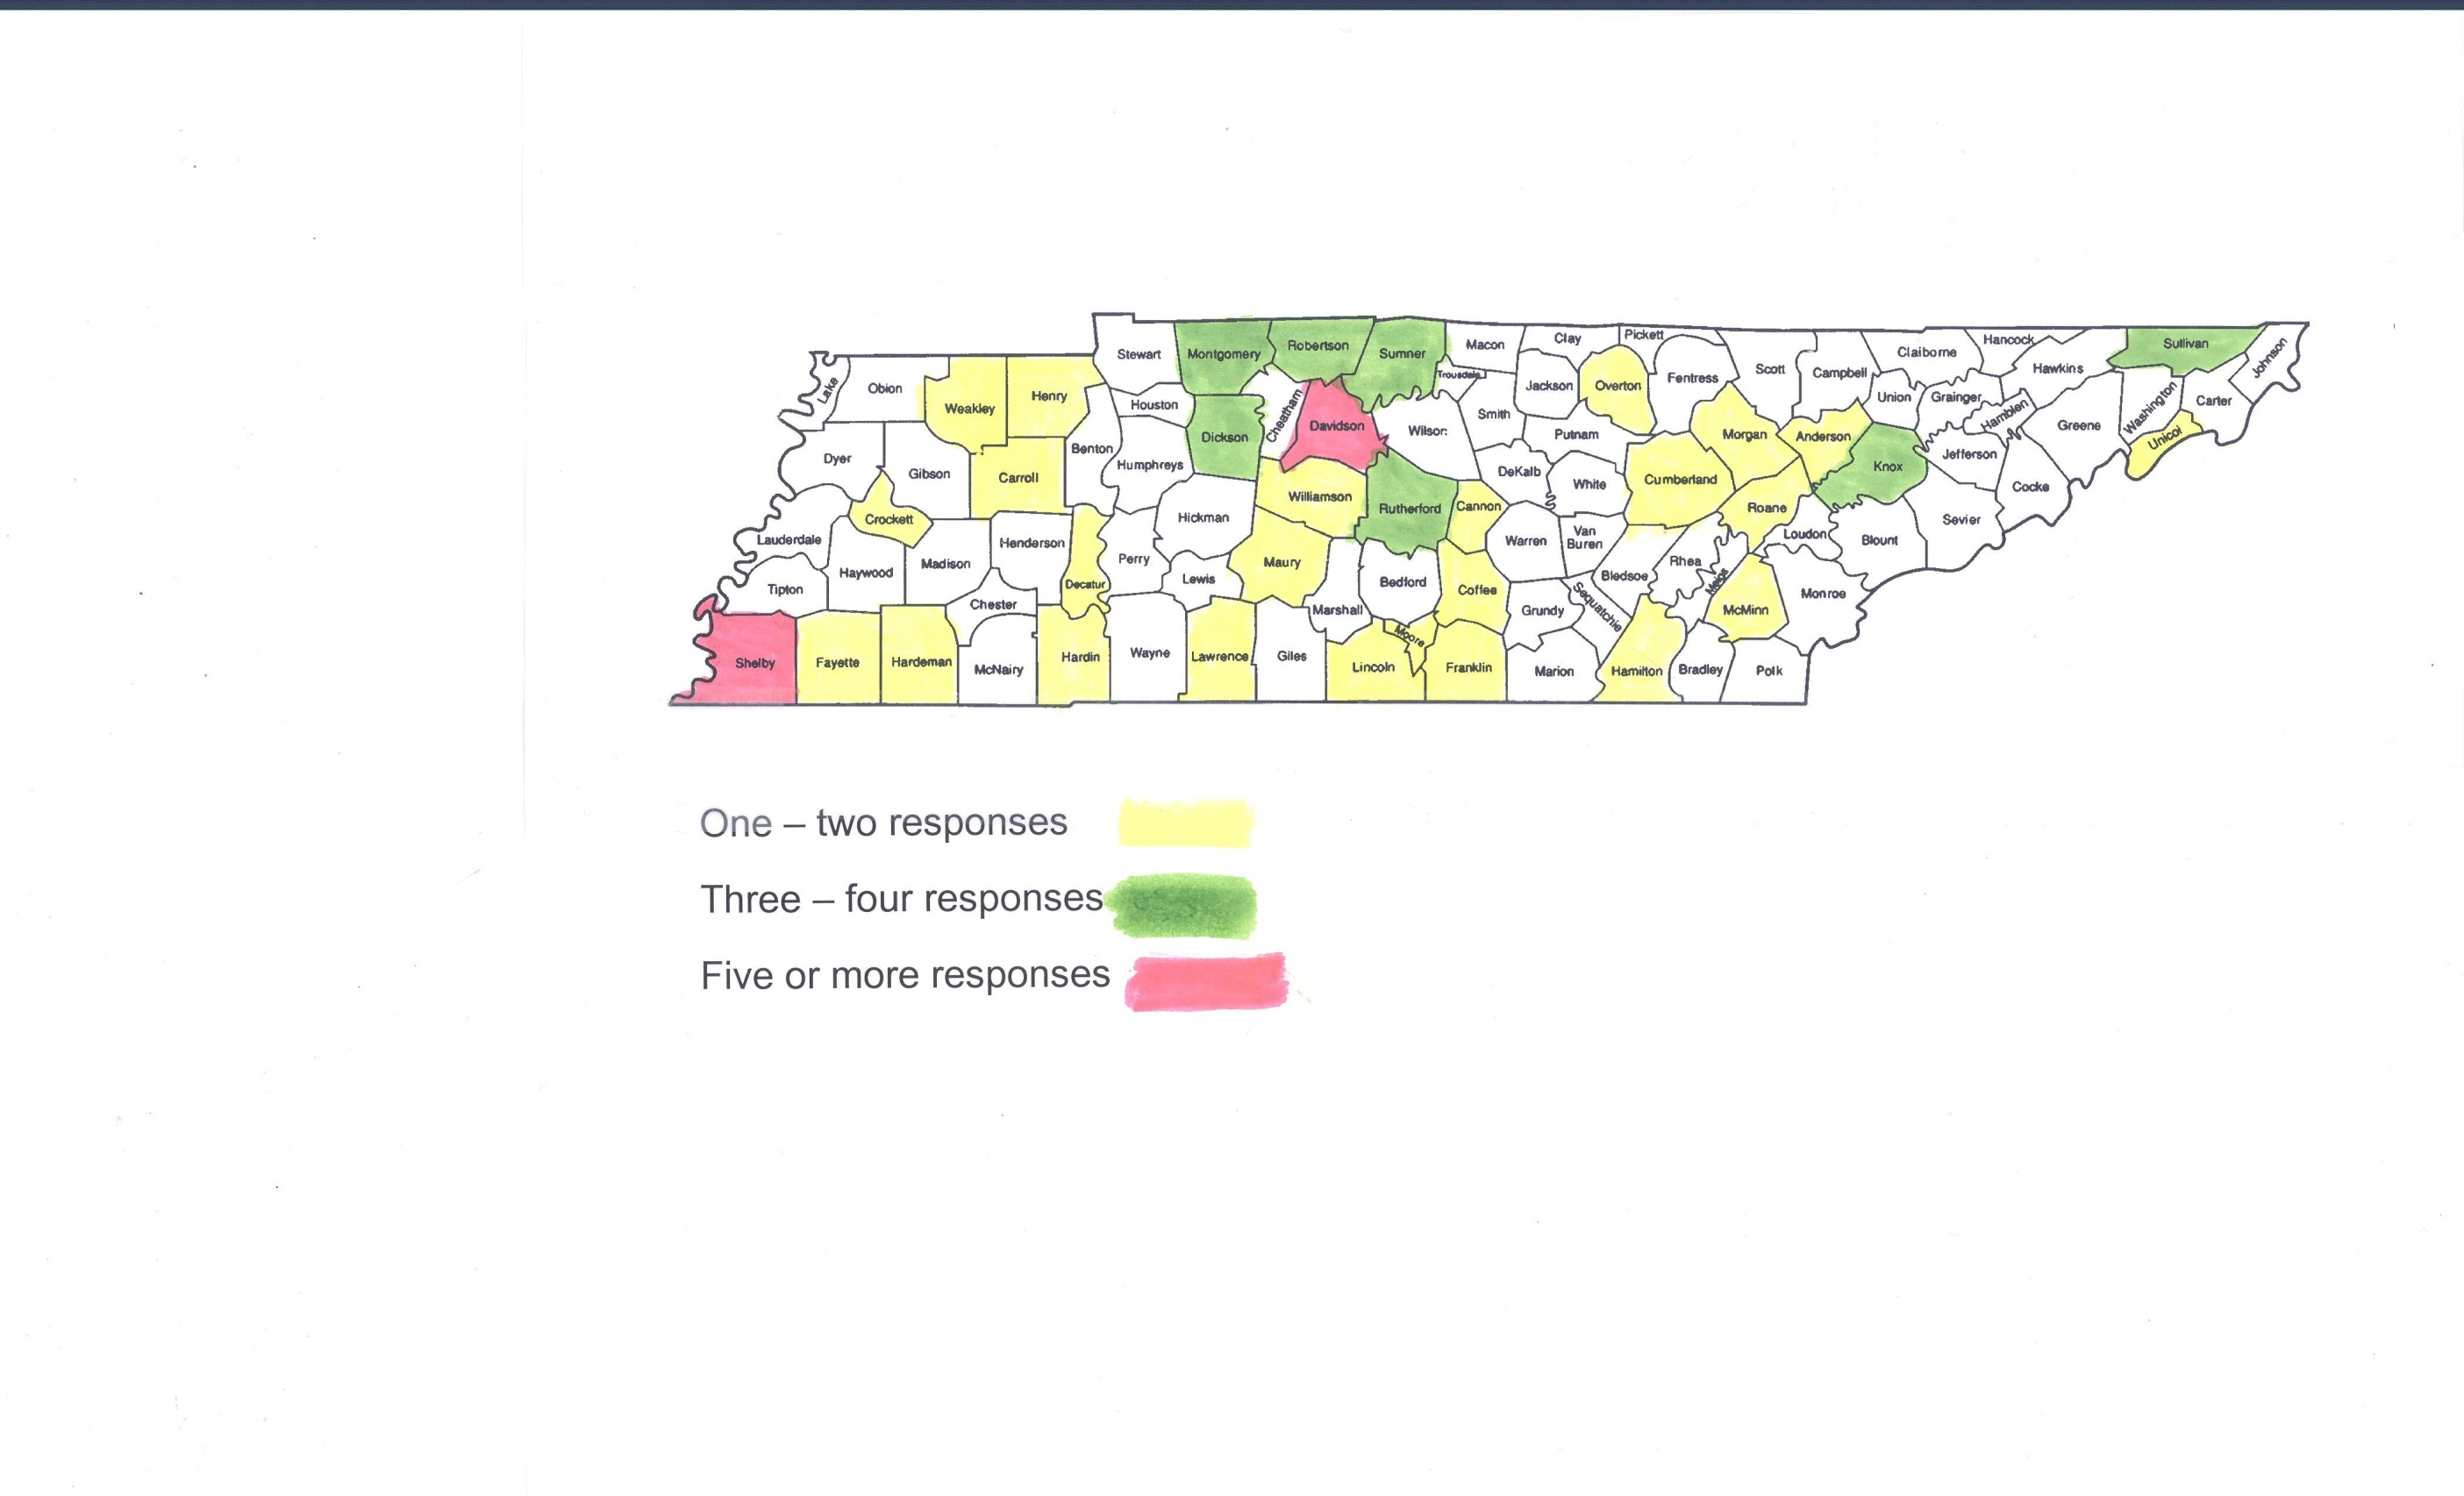 Stewart
Montgomery
Robertson
Sumner
Macon
Clay
Pickett
Scott
Campbell
Claiborne
Hancock
Hawkins
Sullivan
Johnson
Lake
Obion
Weakley
Henry
Houston
Dickson
Cheatham
Davidson
Trousdale
Wilson
Smith
Jackson
Overton
Fentress
Putnam
Morgan
Anderson
Union
Grainger
Hamblen
Greene
Washington
Carter
Unicoi
Dyer
Gibson
Carroll
Benton
Humphreys
Williamson
Rutherford
Cannon
DeKalb
White
Cumberland
Roane
Knox
Jefferson
Cocke
Sevier
Crockett
Lauderdale
Haywood
Madison
Henderson
Decatur
Perry
Hickman
Lewis
Maury
Marshall
Bedford
Coffee
Warren
Van
Buren
Bledsoe
Rhea
Meigs
Loudon
Blount
Monroe
McMinn
Tipton
Chester
Moore
Grundy
Sequatchie
Shelby
Fayette
Hardeman
McNairy
Hardin
Wayne
Lawrence
Giles
Lincoln
Franklin
Marion
Hamilton
Bradley
Polk
One – two responses
Three – four responses
Five or more responses